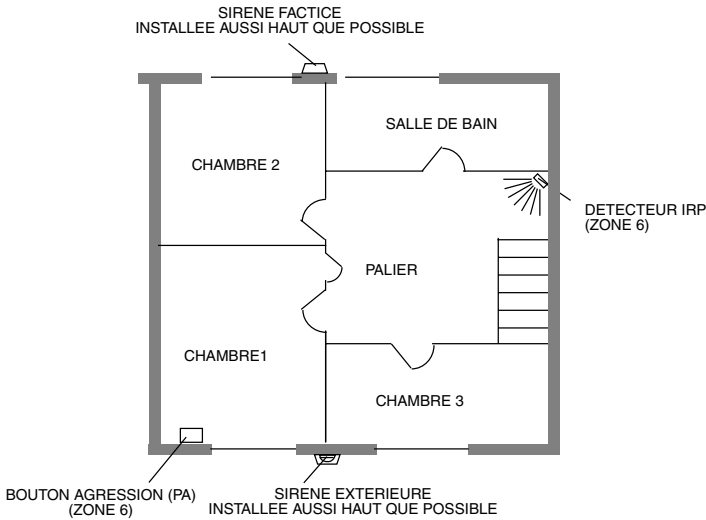 SIRENE FACTICE
INSTALLEE AUSSI HAUT QUE POSSIBLE
SALLE DE BAIN
CHAMBRE 2
DETECTEUR IRP
(ZONE 6)
PALIER
CHAMBRE1
CHAMBRE 3
BOUTON AGRESSION (PA)
(ZONE 6)
SIRENE EXTERIEURE
INSTALLEE AUSSI HAUT QUE POSSIBLE